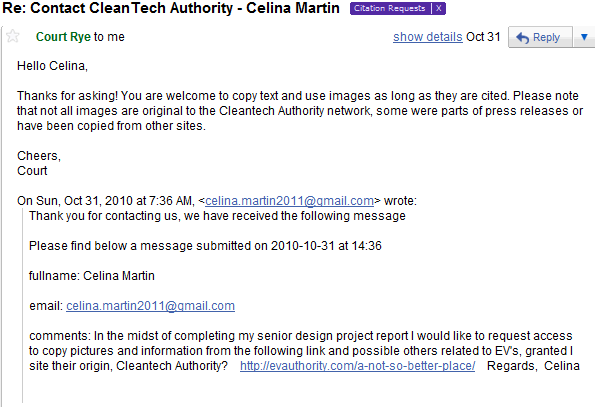 Re: Contact CleanTech Authority - Celina Martin Citation Requests X
Court Rye to me show details Oct 31 Reply
Hello Celina,
Thanks for asking! You are welcome to copy text and use images as long as they are cited. Please note
that not all images are original to the Cleantech Authority network, some were parts of press releases or
have been copied from other sites.
Cheers,
Court
On Sun, Oct 31, 2010 at 7:36 AM, <celina.martin2011@gmail.com> wrote:
Thank you for contacting us, we have received the following message
Please find below a message submitted on 2010-10-31 at 14:36
fullname: Celina Martin
email: celina.martin2011@gmail.com
comments: In the midst of completing my senior design project report I would like to request access
to copy pictures and information from the following link and possible others related to EV's, granted I
site their origin, Cleantech Authority? http://evauthority.com/a-not-so-better-place/ Regards, Celina